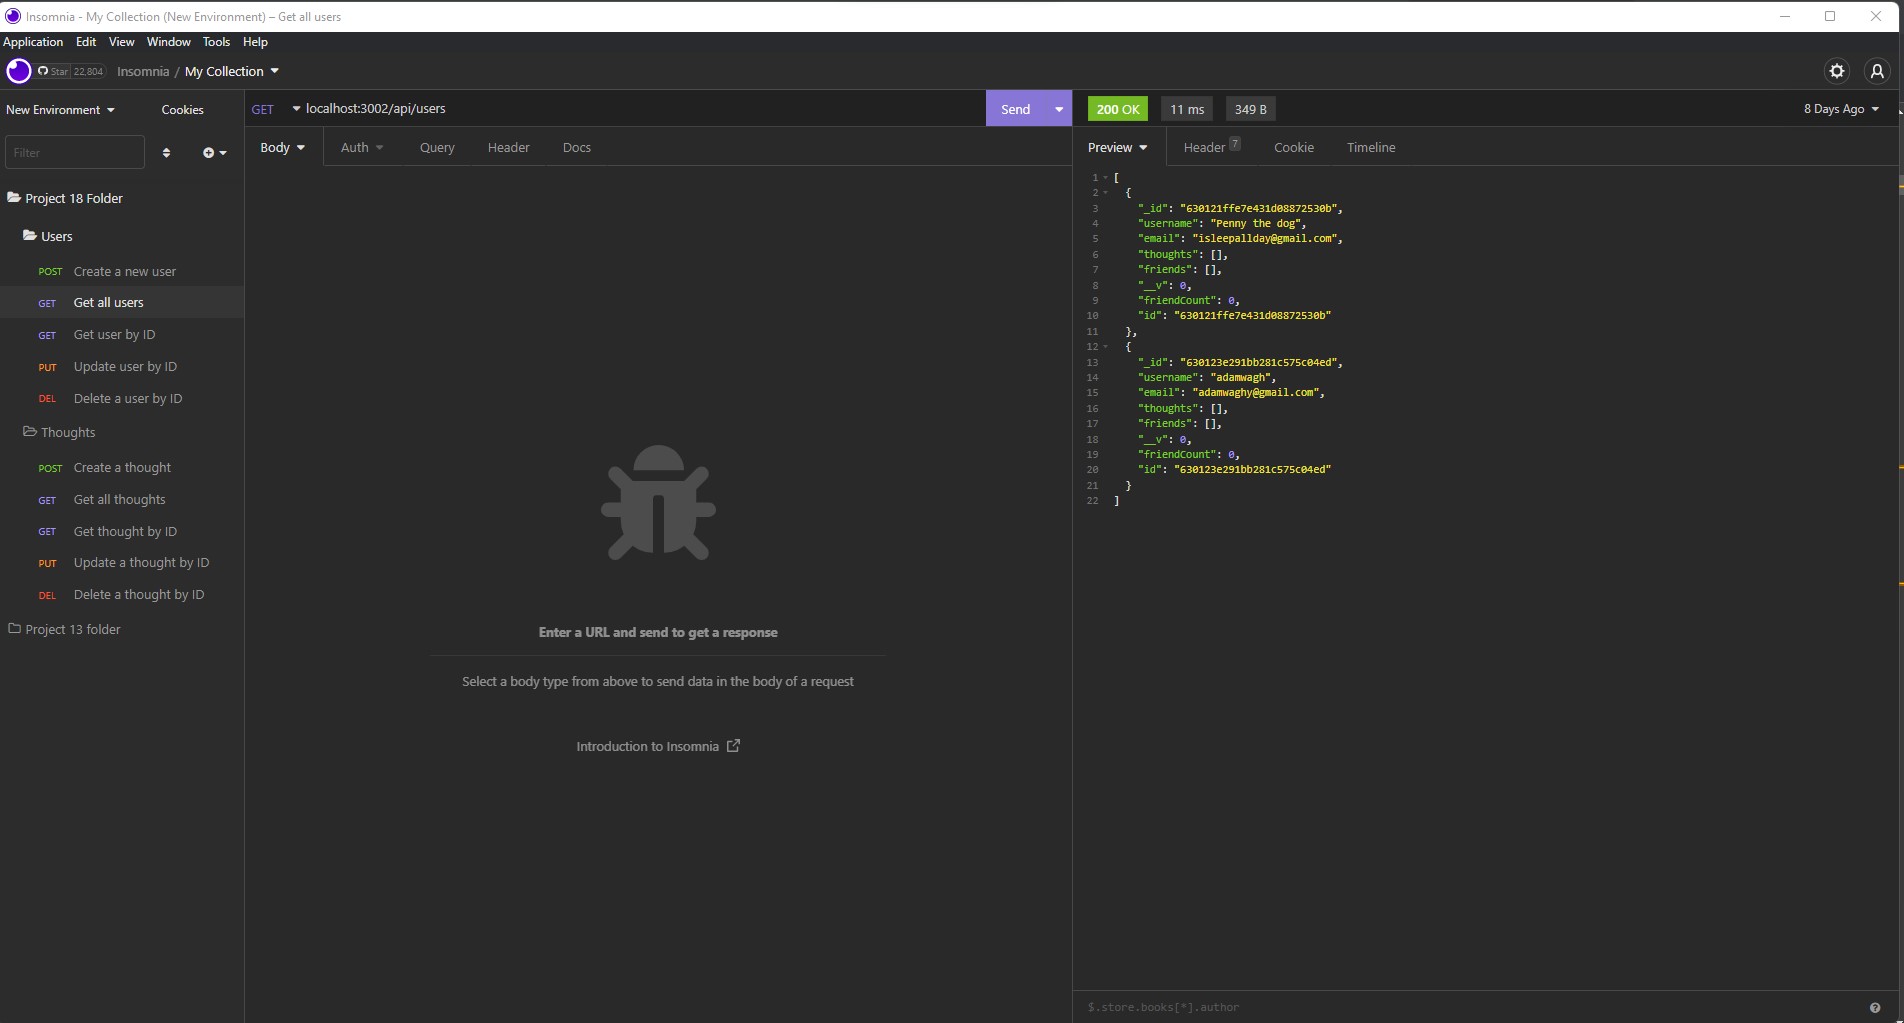 Insomnia - My Collection (New Environment) – Get all users
Application Edit View Window Tools Help
Star 22,804 Insomnia / My Collection
New Environment Cookies
Filter
Project 18 Folder
Users
POST Create a new user
GET Get all users
GET Get user by ID
PUT Update user by ID
DEL Delete a user by ID
Thoughts
POST Create a thought
GET Get all thoughts
GET Get thought by ID
PUT Update a thought by ID
DEL Delete a thought by ID
Project 13 folder
GET localhost:3002/api/users Send
Body Auth Query Header Docs
Enter a URL and send to get a response
Select a body type from above to send data in the body of a request
Introduction to Insomnia
200 OK 11 ms 349 B 8 Days Ago
Preview Header 7 Cookie Timeline
1 [
2 {
3 "_id": "630121ffe7e431d08872530b",
4 "username": "Penny the dog",
5 "email": "isleepallday@gmail.com",
6 "thoughts": [],
7 "friends": [],
8 "__v": 0,
9 "friendCount": 0,
10 "id": "630121ffe7e431d08872530b"
11 },
12 {
13 "_id": "630123e291bb281c575c04ed",
14 "username": "adamwagh",
15 "email": "adamwaghy@gmail.com",
16 "thoughts": [],
17 "friends": [],
18 "__v": 0,
19 "friendCount": 0,
20 "id": "630123e291bb281c575c04ed"
21 }
22 ]
$.store.books[*].author